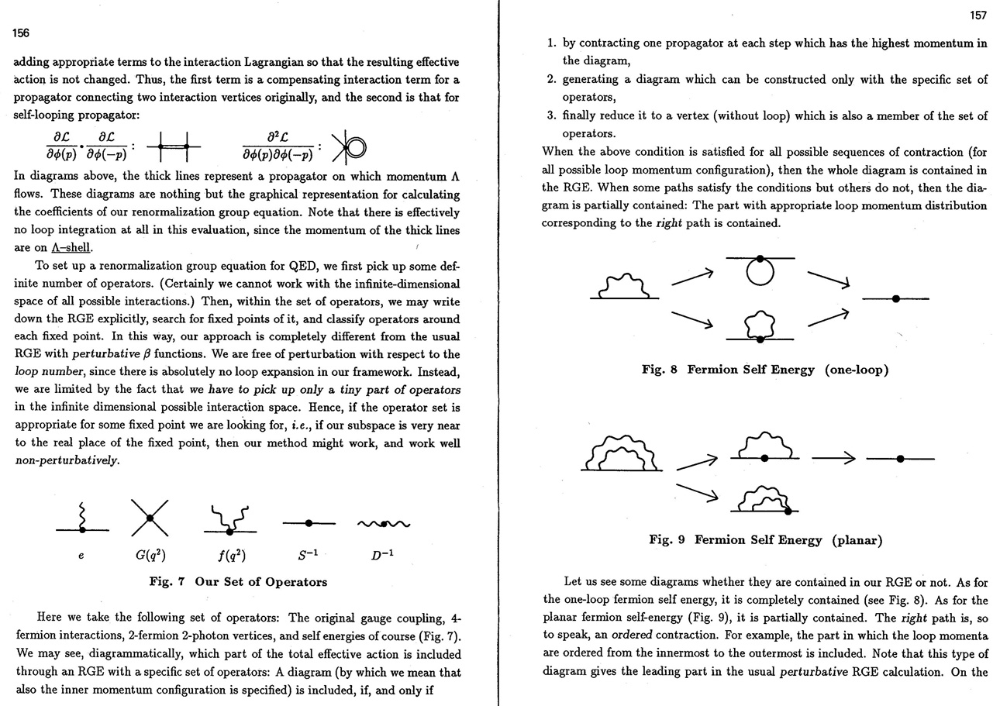 156
adding appropriate terms to the interaction Lagrangian so that the resulting effective
action is not changed. Thus, the first term is a compensating interaction term for a
propagator connecting two interaction vertices originally, and the second is that for
self-looping propagator:
∂ℒ/∂ϕ(p) · ∂ℒ/∂ϕ(−p) : ∂²ℒ/∂ϕ(p)∂ϕ(−p) :
In diagrams above, the thick lines represent a propagator on which momentum Λ
flows. These diagrams are nothing but the graphical representation for calculating
the coefficients of our renormalization group equation. Note that there is effectively
no loop integration at all in this evaluation, since the momentum of the thick lines
are on Λ–shell.
To set up a renormalization group equation for QED, we first pick up some def-
inite number of operators. (Certainly we cannot work with the infinite-dimensional
space of all possible interactions.) Then, within the set of operators, we may write
down the RGE explicitly, search for fixed points of it, and classify operators around
each fixed point. In this way, our approach is completely different from the usual
RGE with perturbative β functions. We are free of perturbation with respect to the
loop number, since there is absolutely no loop expansion in our framework. Instead,
we are limited by the fact that we have to pick up only a tiny part of operators
in the infinite dimensional possible interaction space. Hence, if the operator set is
appropriate for some fixed point we are looking for, i.e., if our subspace is very near
to the real place of the fixed point, then our method might work, and work well
non-perturbatively.
e G(q²) f(q²) S⁻¹ D⁻¹
Fig. 7 Our Set of Operators
Here we take the following set of operators: The original gauge coupling, 4-
fermion interactions, 2-fermion 2-photon vertices, and self energies of course (Fig. 7).
We may see, diagrammatically, which part of the total effective action is included
through an RGE with a specific set of operators: A diagram (by which we mean that
also the inner momentum configuration is specified) is included, if, and only if
157
1. by contracting one propagator at each step which has the highest momentum in
the diagram,
2. generating a diagram which can be constructed only with the specific set of
operators,
3. finally reduce it to a vertex (without loop) which is also a member of the set of
operators.
When the above condition is satisfied for all possible sequences of contraction (for
all possible loop momentum configuration), then the whole diagram is contained in
the RGE. When some paths satisfy the conditions but others do not, then the dia-
gram is partially contained: The part with appropriate loop momentum distribution
corresponding to the right path is contained.
Fig. 8 Fermion Self Energy (one-loop)
Fig. 9 Fermion Self Energy (planar)
Let us see some diagrams whether they are contained in our RGE or not. As for
the one-loop fermion self energy, it is completely contained (see Fig. 8). As for the
planar fermion self-energy (Fig. 9), it is partially contained. The right path is, so
to speak, an ordered contraction. For example, the part in which the loop momenta
are ordered from the innermost to the outermost is included. Note that this type of
diagram gives the leading part in the usual perturbative RGE calculation. On the